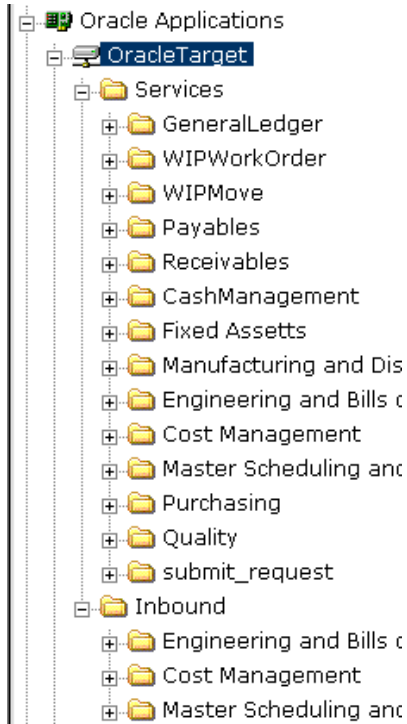 Oracle Applications
OracleTarget
Services
GeneralLedger
WIPWorkOrder
WIPMove
Payables
Receivables
CashManagement
Fixed Assetts
Manufacturing and Dis
Engineering and Bills
Cost Management
Master Scheduling and
Purchasing
Quality
submit_request
Inbound
Engineering and Bills
Cost Management
Master Scheduling and